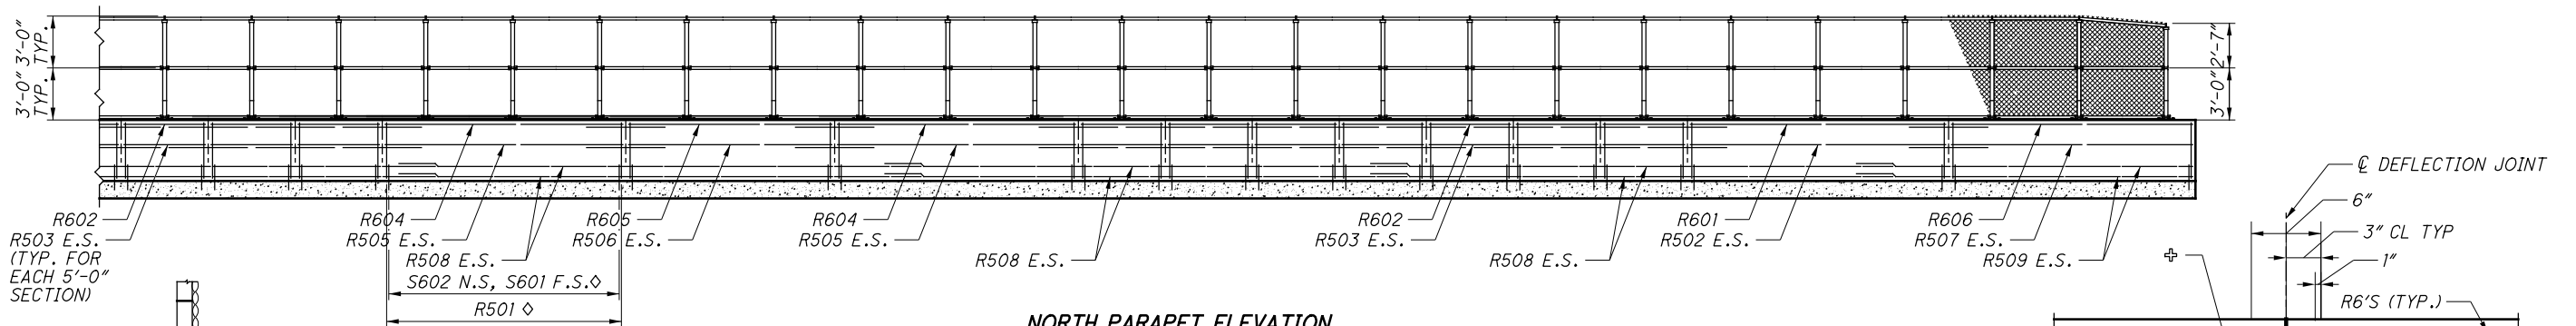 3'-0" 3'-0"
TYP. TYP.
2'-7"
3'-0"
℄ DEFLECTION JOINT
6"
3" CL TYP
1"
R6'S (TYP.)
R602
R503 E.S.
(TYP. FOR
EACH 5'-0"
SECTION)
R604
R505 E.S.
R508 E.S.
S602 N.S, S601 F.S.◊
R501 ◊
R605
R506 E.S.
R604
R505 E.S.
R508 E.S.
R602
R503 E.S.
R508 E.S.
R601
R502 E.S.
R606
R507 E.S.
R509 E.S.
NORTH PARAPET ELEVATION